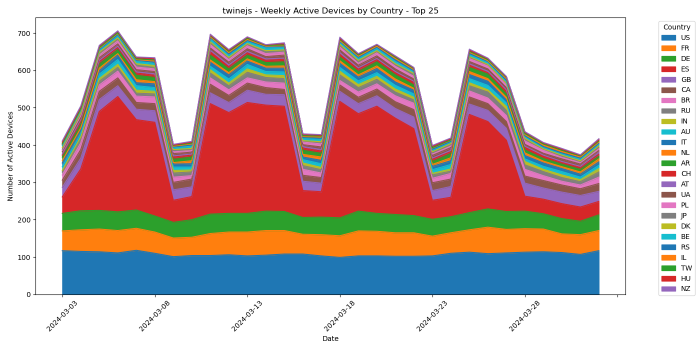 twinejs - Weekly Active Devices by Country - Top 25
Number of Active Devices
700
600
500
400
300
200
100
0
2024-03-03
2024-03-08
2024-03-13
2024-03-18
2024-03-23
2024-03-28
Date
Country
US
FR
DE
ES
GB
CA
BR
RU
IN
AU
IT
NL
AR
CH
AT
UA
PL
JP
DK
BE
RS
IL
TW
HU
NZ